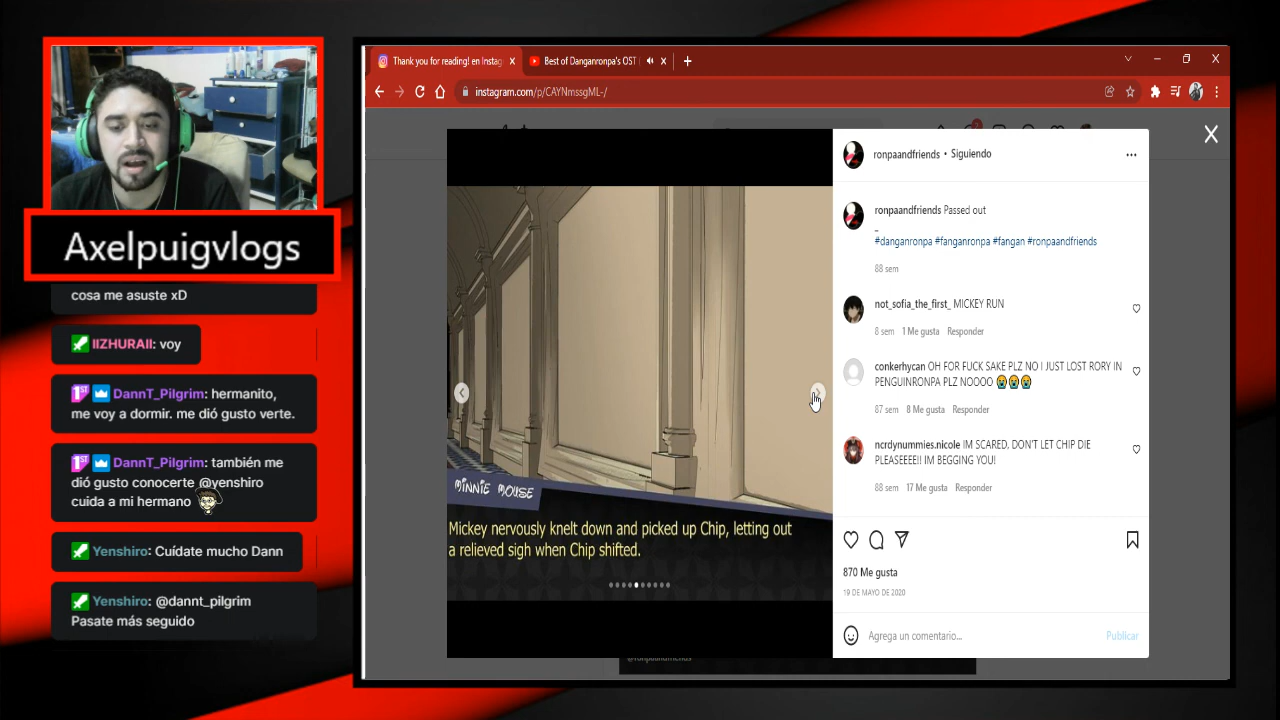 Axelpuigvlogs
cosa me asuste xD
IIZHURAII: voy
DannT_Pilgrim: hermanito,
me voy a dormir. me dió gusto verte.
DannT_Pilgrim: también me
dió gusto conocerte @yenshiro
cuida a mi hermano
Yenshiro: Cuídate mucho Dann
Yenshiro: @dannt_pilgrim
Pasate más seguido
Thank you for reading! en Instag
Best of Danganronpa's OST
instagram.com/p/CAYNmssgML-/
MINNIE MOUSE
Mickey nervously knelt down and picked up Chip, letting out
a relieved sigh when Chip shifted.
ronpaandfriends • Siguiendo
ronpaandfriends Passed out
_
#danganronpa #fanganronpa #fangan #ronpaandfriends
88 sem
not_sofia_the_first_ MICKEY RUN
8 sem 1 Me gusta Responder
conkerhycan OH FOR FUCK SAKE PLZ NO I JUST LOST RORY IN
PENGUINRONPA PLZ NOOOO 😭😭😭
87 sem 8 Me gusta Responder
ncrdynummies.nicole IM SCARED, DON'T LET CHIP DIE
PLEASEEEE!! IM BEGGING YOU!
88 sem 17 Me gusta Responder
870 Me gusta
19 DE MAYO DE 2020
Agrega un comentario...
Publicar